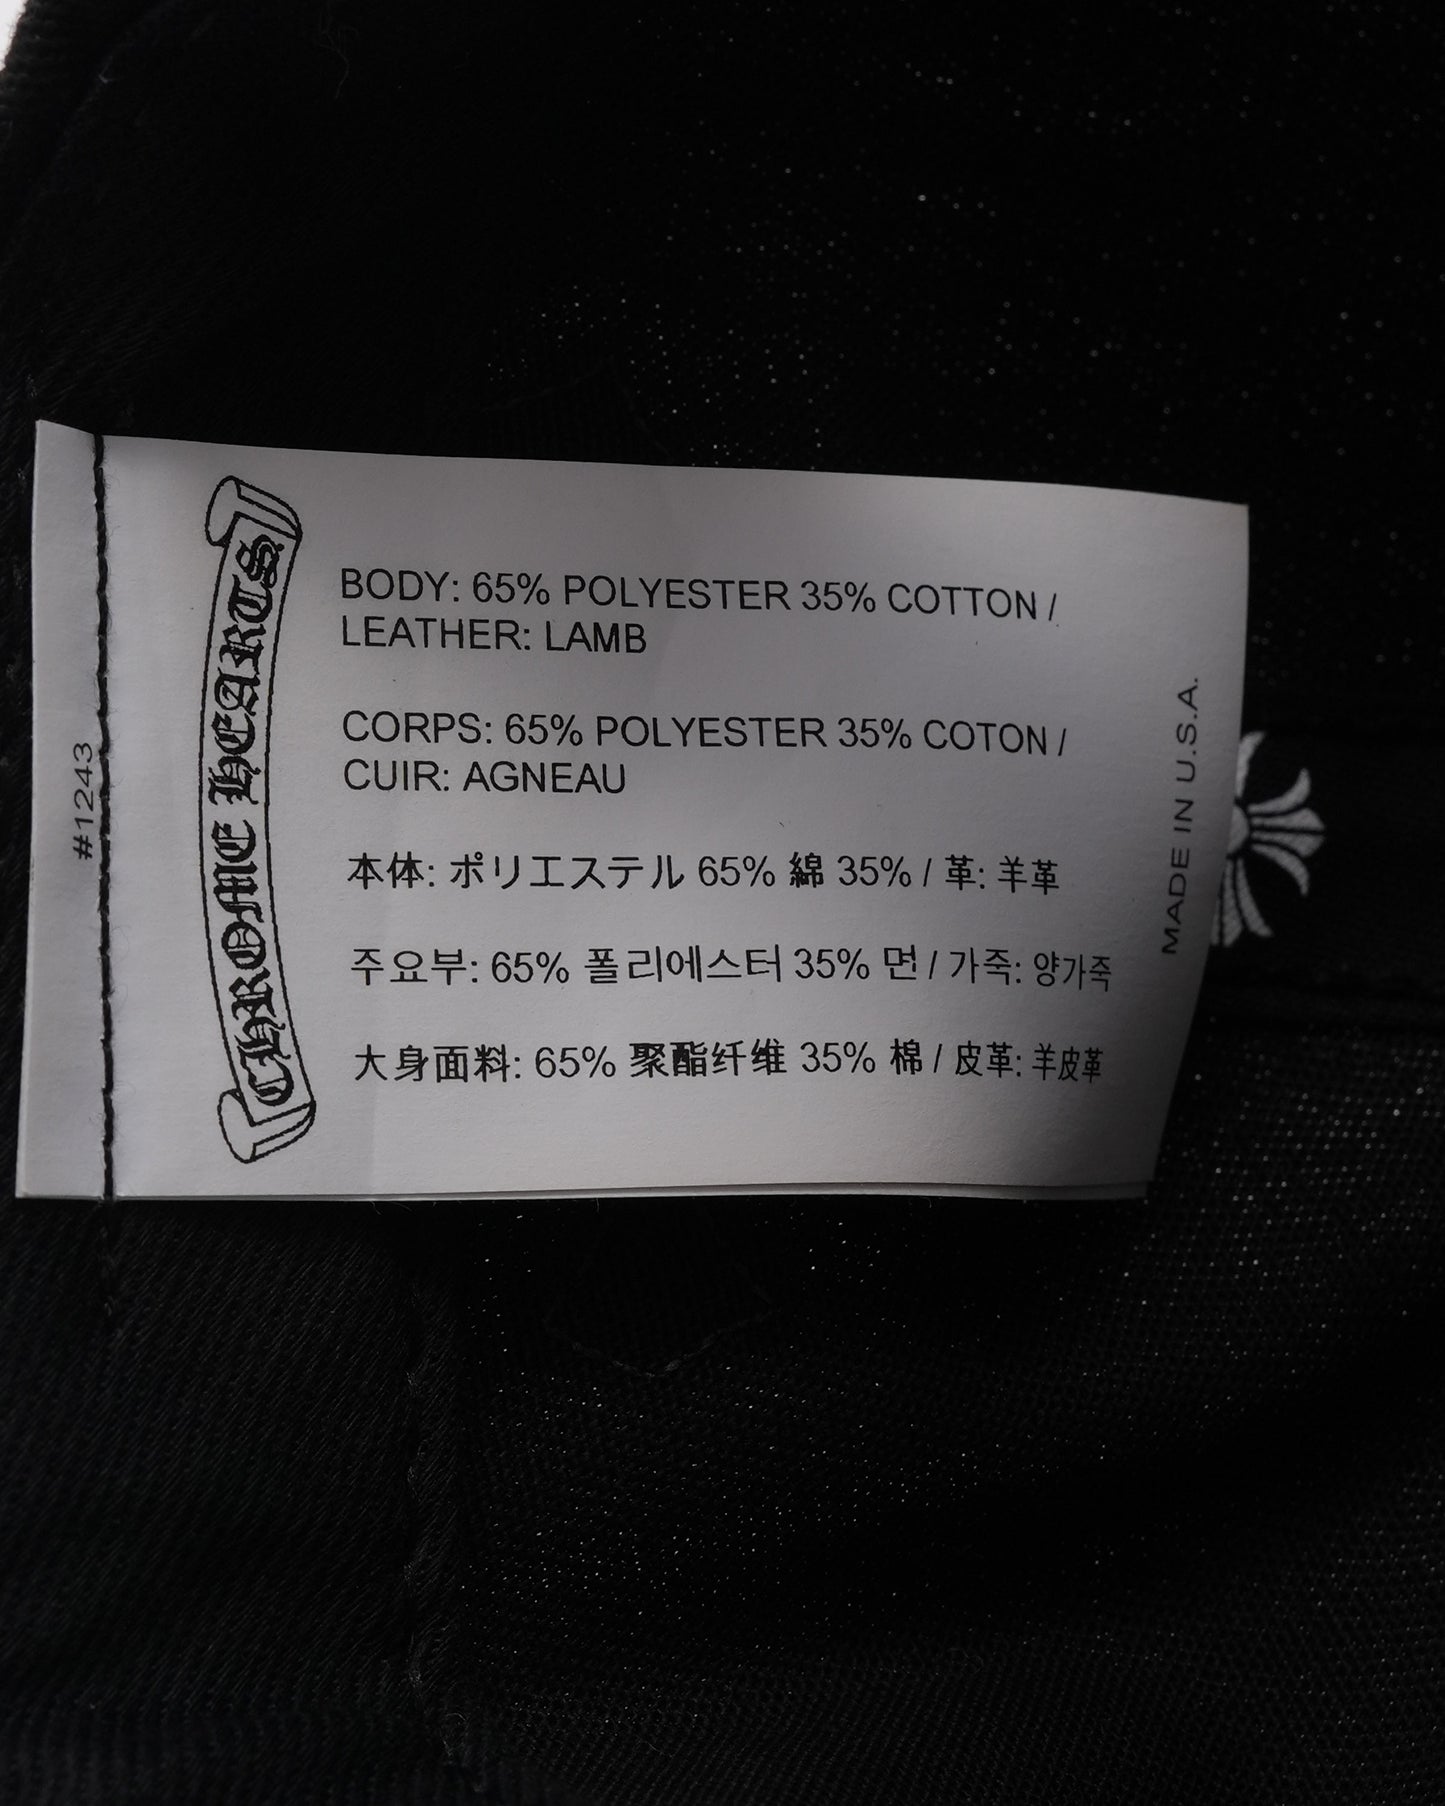 #1243
CHROME HEARTS
BODY: 65% POLYESTER 35% COTTON /
LEATHER: LAMB
CORPS: 65% POLYESTER 35% COTON /
CUIR: AGNEAU
本体: ポリエステル 65% 綿 35% / 革: 羊革
주요부: 65% 폴리에스터 35% 면 / 가죽: 양가죽
大身面料: 65% 聚酯纤维 35% 棉 / 皮革: 羊皮革
MADE IN U.S.A.